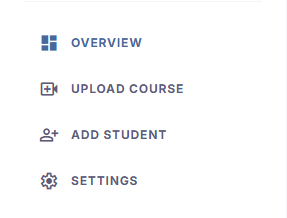 OVERVIEW
UPLOAD COURSE
ADD STUDENT
SETTINGS